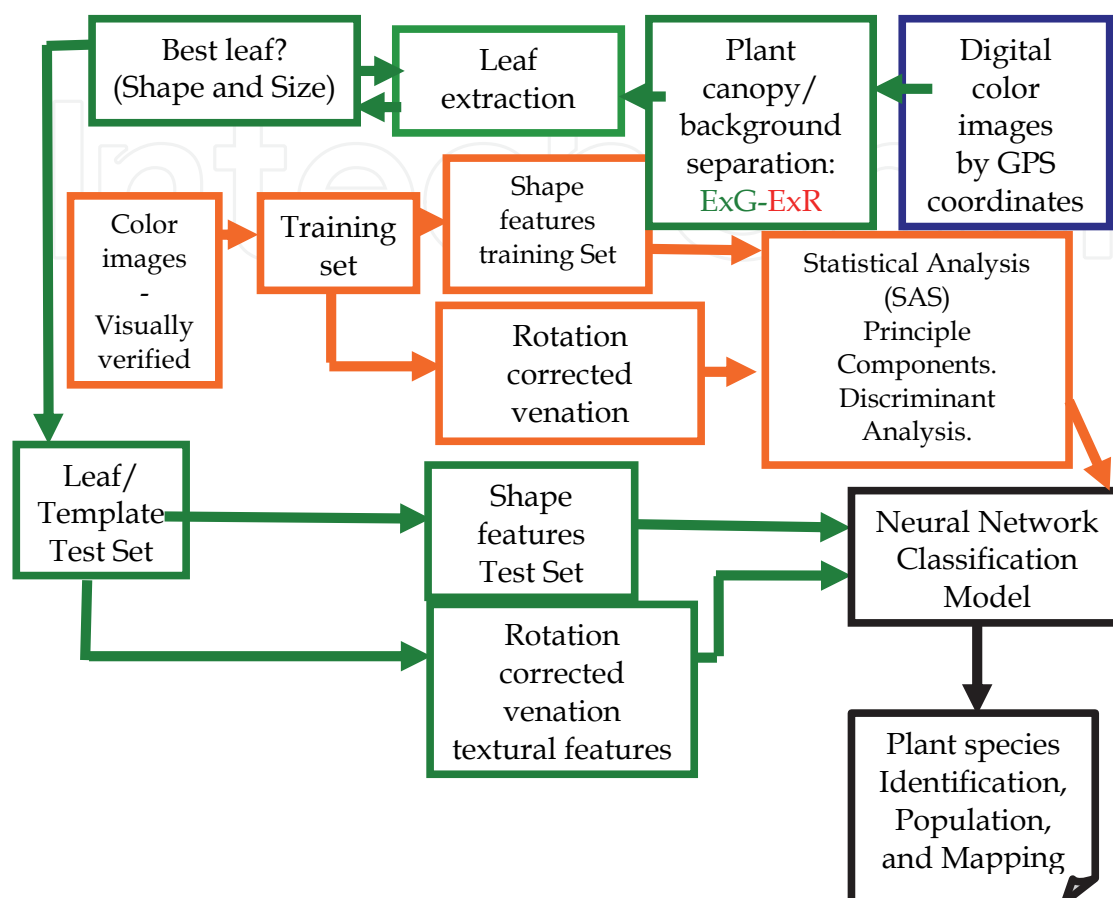 Best leaf?
(Shape and Size)
Leaf
extraction
Plant
canopy/
background
separation:
ExG-ExR
Digital
color
images
by GPS
coordinates
Color
images
-
Visually
verified
Training
set
Shape
features
training Set
Rotation
corrected
venation
Statistical Analysis
(SAS)
Principle
Components.
Discriminant
Analysis.
Leaf/
Template
Test Set
Shape
features
Test Set
Rotation
corrected
venation
textural features
Neural Network
Classification
Model
Plant species
Identification,
Population,
and Mapping